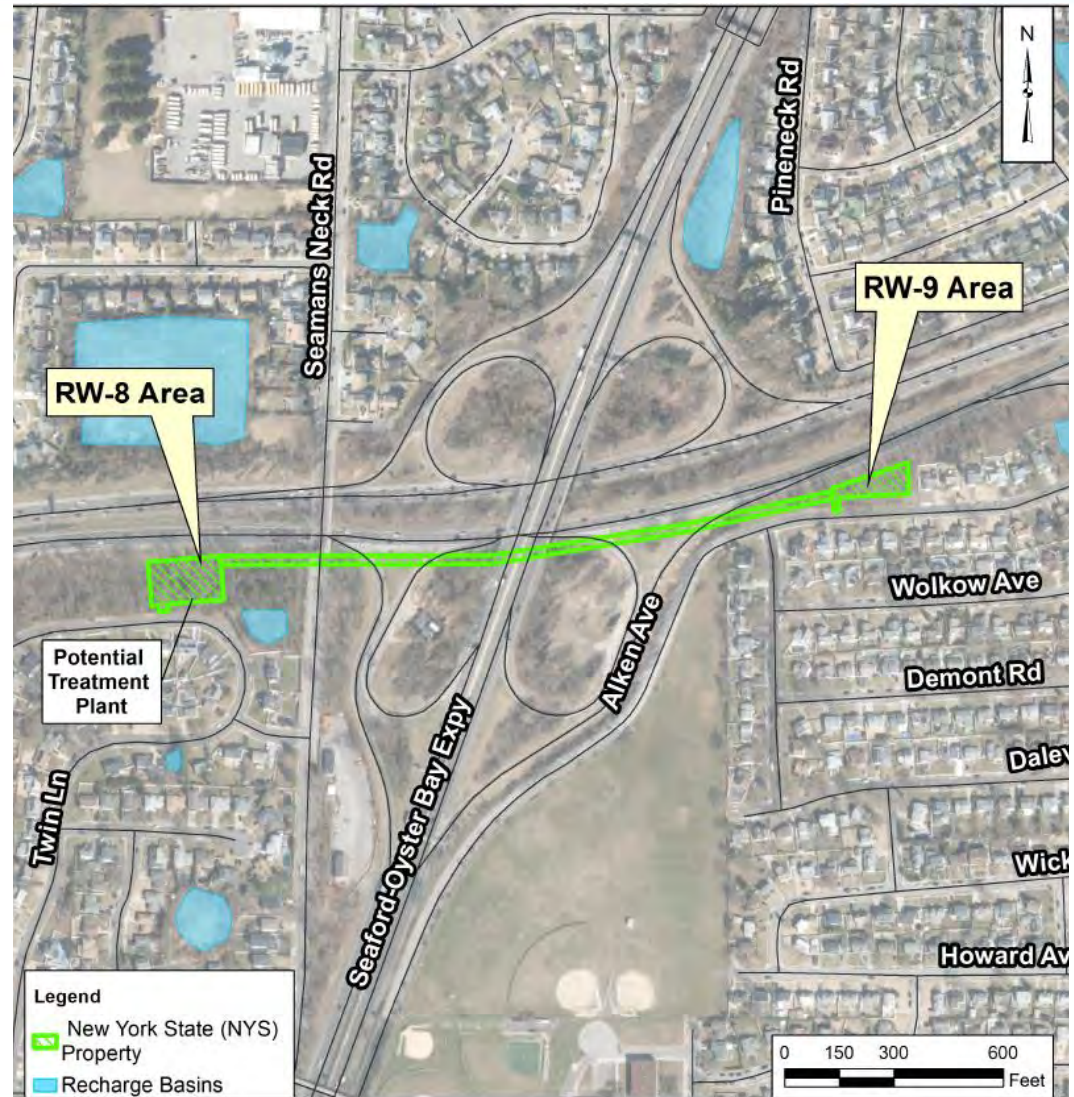 N
Pineneck Rd
Seamans Neck Rd
RW-9 Area
RW-8 Area
Wolkow Ave
Potential
Treatment
Plant
Alken Ave
Demont Rd
Seaford-Oyster Bay Expy
Dalev
Twin Ln
Wick
Howard Av
Legend
New York State (NYS)
Property
Recharge Basins
0 150 300 600
Feet